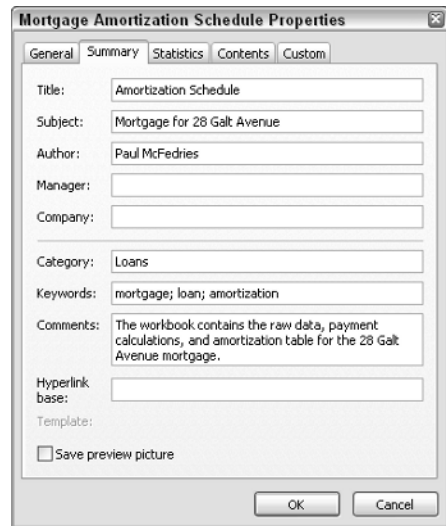 Mortgage Amortization Schedule Properties
General Summary Statistics Contents Custom
Title: Amortization Schedule
Subject: Mortgage for 28 Galt Avenue
Author: Paul McFedries
Manager:
Company:
Category: Loans
Keywords: mortgage; loan; amortization
Comments: The workbook contains the raw data, payment
calculations, and amortization table for the 28 Galt
Avenue mortgage.
Hyperlink
base:
Template:
Save preview picture
OK Cancel